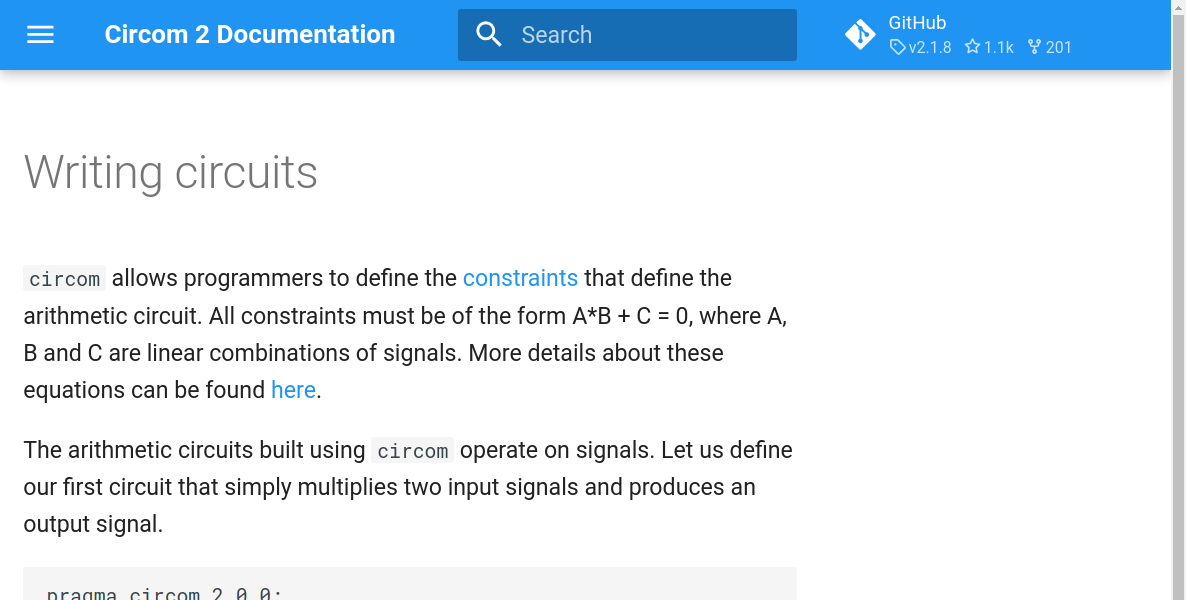 Circom 2 Documentation
Search
GitHub
v2.1.8 1.1k 201
Writing circuits
circom allows programmers to define the constraints that define the
arithmetic circuit. All constraints must be of the form A*B + C = 0, where A,
B and C are linear combinations of signals. More details about these
equations can be found here.
The arithmetic circuits built using circom operate on signals. Let us define
our first circuit that simply multiplies two input signals and produces an
output signal.
pragma circom 2.0.0;